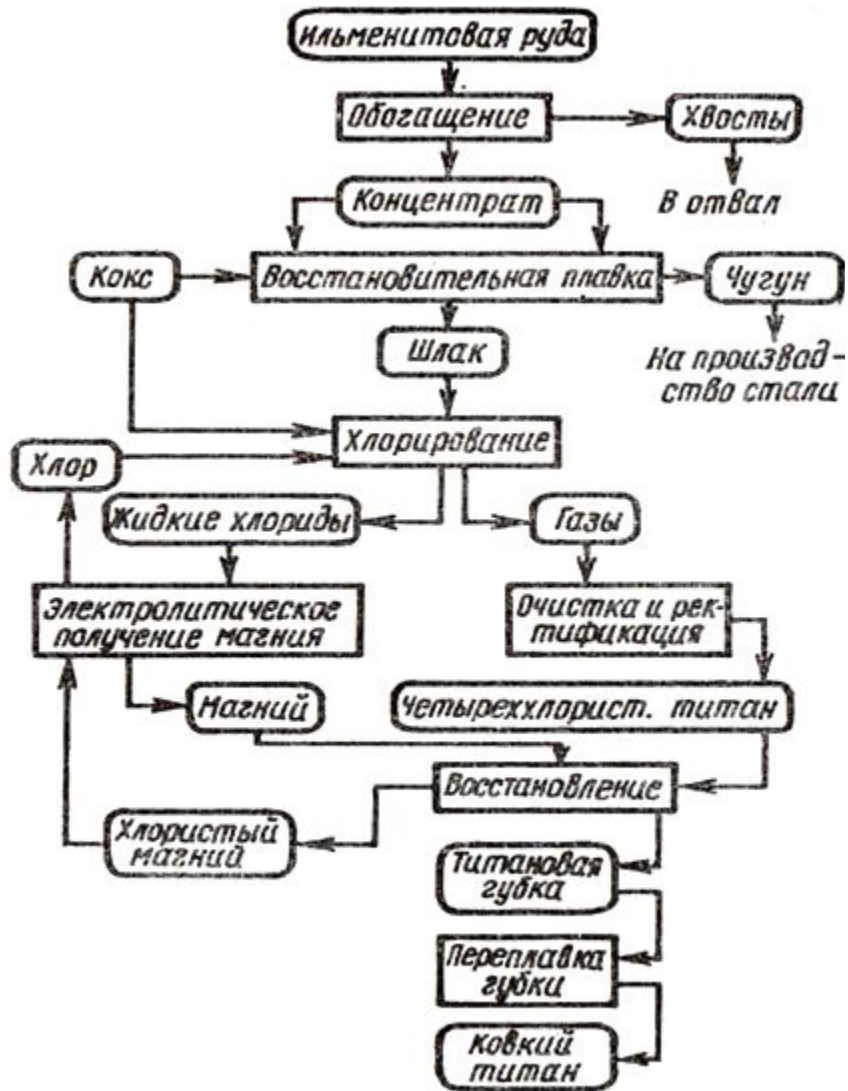 Ильменитовая руда
Обогащение
Хвосты
Концентрат
В отвал
Кокс
Восстановительная плавка
Чугун
Шлак
На производ-
ство стали
Хлорирование
Хлор
Жидкие хлориды
Газы
Электролитическое
получение магния
Очистка и рек-
тификация
Магний
Четыреххлорист. титан
Восстановление
Хлористый
магний
Титановая
губка
Переплавка
губки
Ковкий
титан